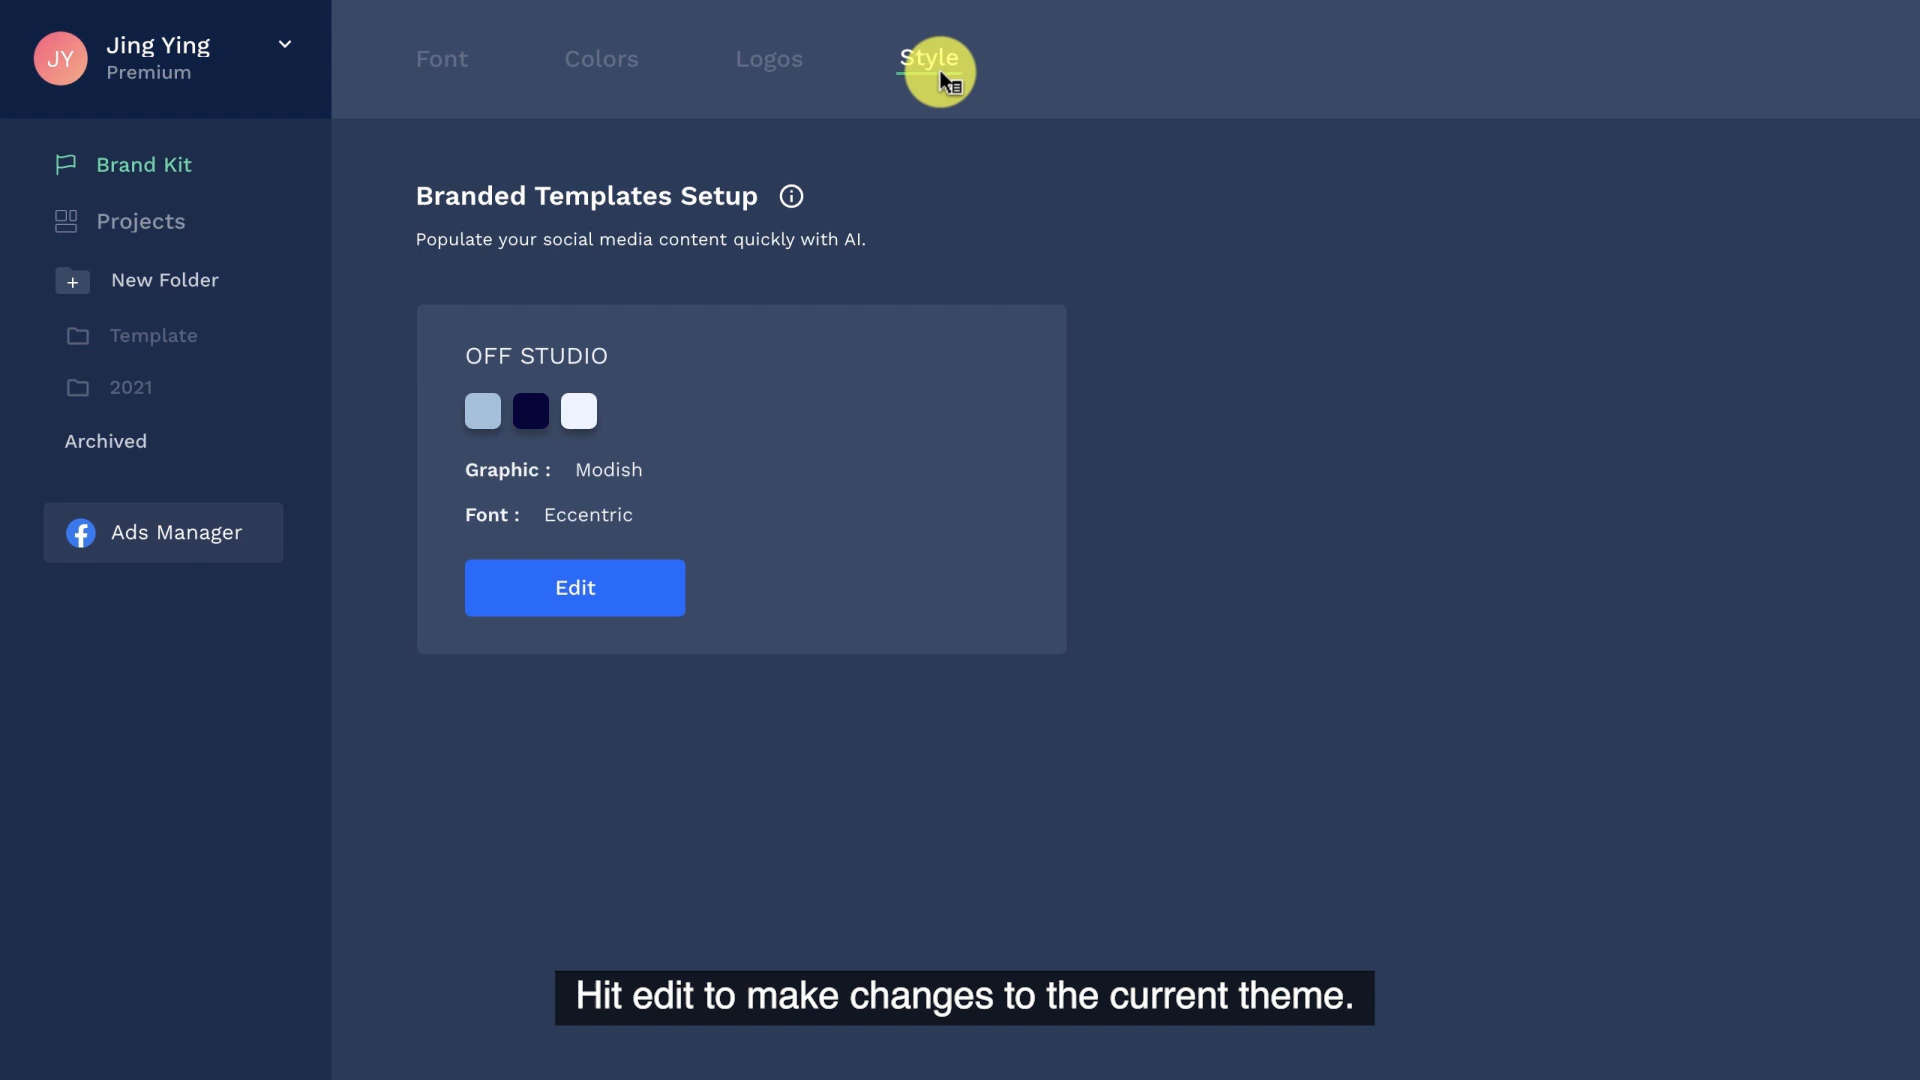 JY
Jing Ying
Premium
Font
Colors
Logos
Style
Brand Kit
Projects
New Folder
Template
2021
Archived
Ads Manager
Branded Templates Setup
Populate your social media content quickly with AI.
OFF STUDIO
Graphic : Modish
Font : Eccentric
Edit
Hit edit to make changes to the current theme.